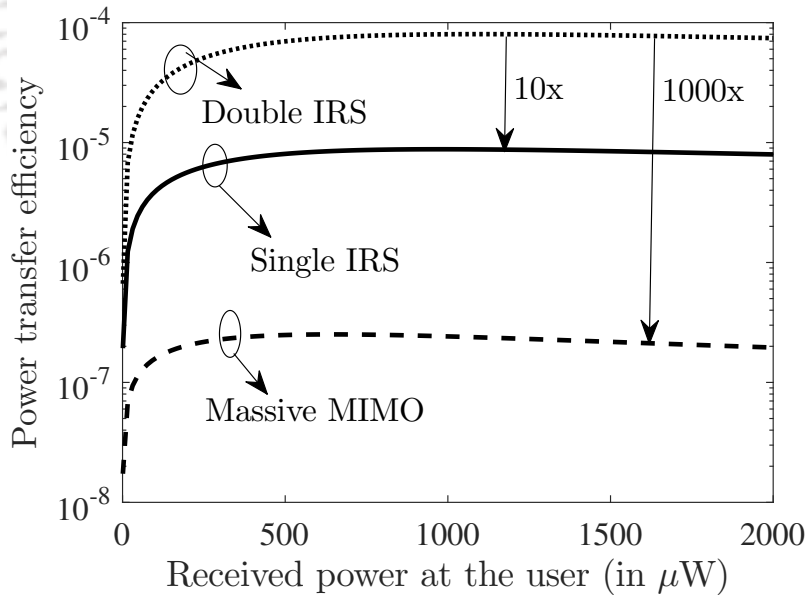 10^-4
10x
1000x
Double IRS
10^-5
Power transfer efficiency
Single IRS
10^-6
10^-7
Massive MIMO
10^-8
0
500
1000
1500
2000
Received power at the user (in μW)